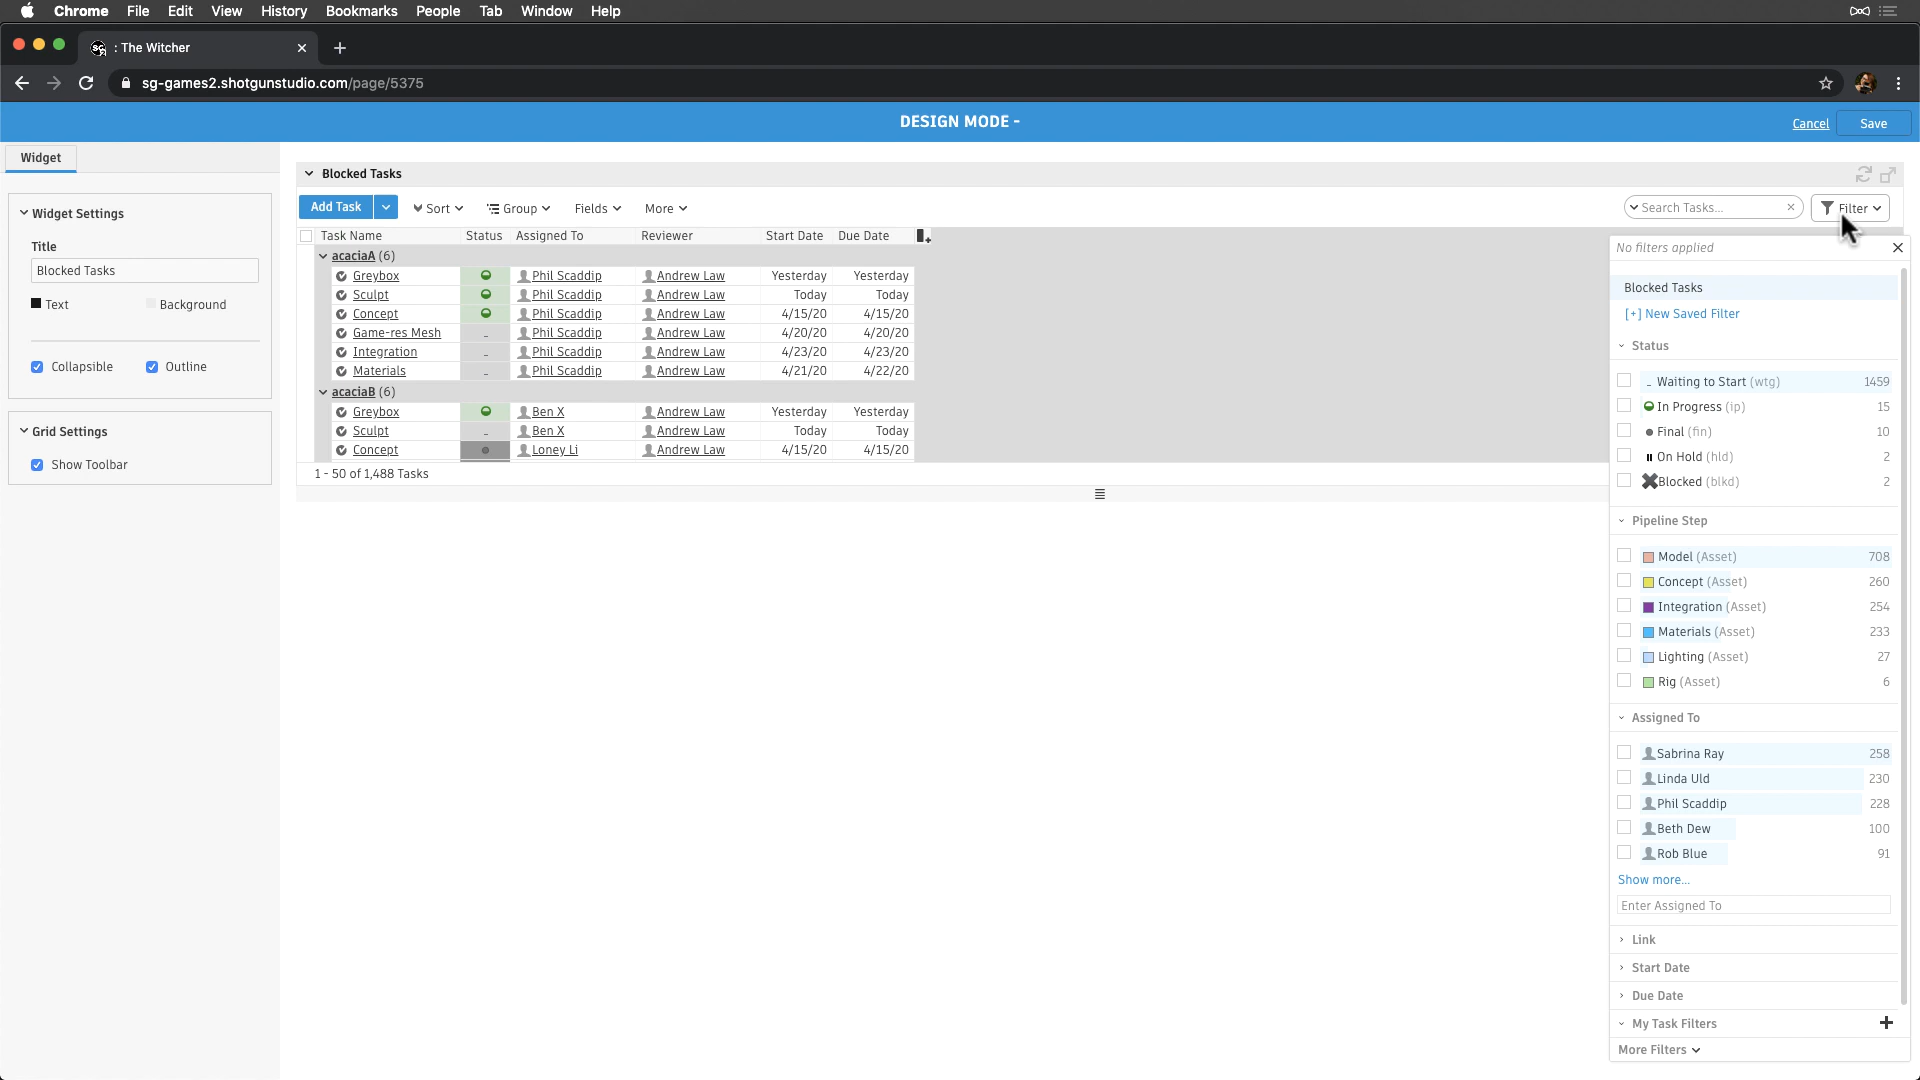 Chrome File Edit View History Bookmarks People Tab Window Help
: The Witcher
sg-games2.shotgunstudio.com/page/5375
DESIGN MODE -
Cancel Save
Widget
Widget Settings
Title
Blocked Tasks
Text Background
Collapsible Outline
Grid Settings
Show Toolbar
Blocked Tasks
Add Task Sort Group Fields More Search Tasks... Filter
Task Name Status Assigned To Reviewer Start Date Due Date
acaciaA (6)
Greybox Phil Scaddip Andrew Law Yesterday Yesterday
Sculpt Phil Scaddip Andrew Law Today Today
Concept Phil Scaddip Andrew Law 4/15/20 4/15/20
Game-res Mesh Phil Scaddip Andrew Law 4/20/20 4/20/20
Integration Phil Scaddip Andrew Law 4/23/20 4/23/20
Materials Phil Scaddip Andrew Law 4/21/20 4/22/20
acaciaB (6)
Greybox Ben X Andrew Law Yesterday Yesterday
Sculpt Ben X Andrew Law Today Today
Concept Loney Li Andrew Law 4/15/20 4/15/20
1 - 50 of 1,488 Tasks
No filters applied
Blocked Tasks
[+] New Saved Filter
Status
Waiting to Start (wtg) 1459
In Progress (ip) 15
Final (fin) 10
On Hold (hld) 2
Blocked (blkd) 2
Pipeline Step
Model (Asset) 708
Concept (Asset) 260
Integration (Asset) 254
Materials (Asset) 233
Lighting (Asset) 27
Rig (Asset) 6
Assigned To
Sabrina Ray 258
Linda Uld 230
Phil Scaddip 228
Beth Dew 100
Rob Blue 91
Show more...
Enter Assigned To
Link
Start Date
Due Date
My Task Filters
More Filters